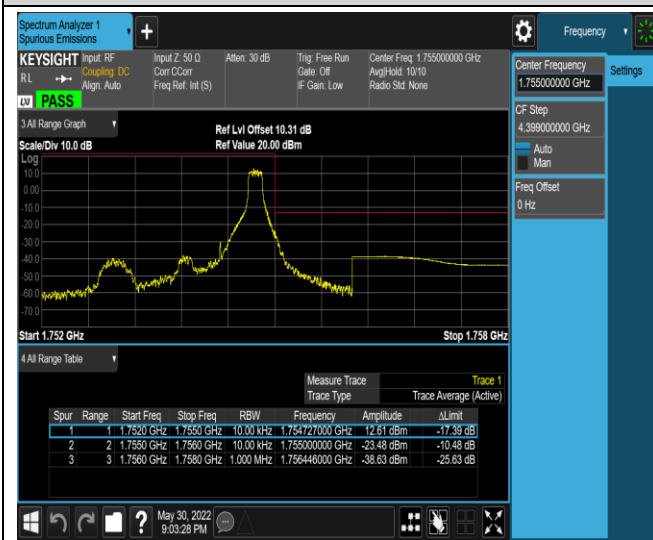 Spectrum Analyzer 1
Spurious Emissions
Frequency
KEYSIGHT Input: RF Input Z: 50 Ω Atten: 30 dB Trig: Free Run Center Freq: 1.755000000 GHz
RL Coupling: DC Corr CCorr Gate: Off Avg|Hold: 10/10
Align: Auto Freq Ref: Int (S) IF Gain: Low Radio Std: None
LXI PASS
3 All Range Graph
Ref Lvl Offset 10.31 dB
Scale/Div 10.0 dB Ref Value 20.00 dBm
Log
10.0
0.00
-10.0
-20.0
-30.0
-40.0
-50.0
-60.0
-70.0
Start 1.752 GHz Stop 1.758 GHz
4 All Range Table
Measure Trace Trace 1
Trace Type Trace Average (Active)
Spur Range Start Freq Stop Freq RBW Frequency Amplitude ΔLimit
1 1 1.7520 GHz 1.7550 GHz 10.00 kHz 1.754727000 GHz 12.61 dBm -17.39 dB
2 2 1.7550 GHz 1.7560 GHz 10.00 kHz 1.755000000 GHz -23.48 dBm -10.48 dB
3 3 1.7560 GHz 1.7580 GHz 1.000 MHz 1.756446000 GHz -38.63 dBm -25.63 dB
May 30, 2022
9:03:28 PM
Center Frequency
1.755000000 GHz
Settings
CF Step
4.399000000 GHz
Auto
Man
Freq Offset
0 Hz